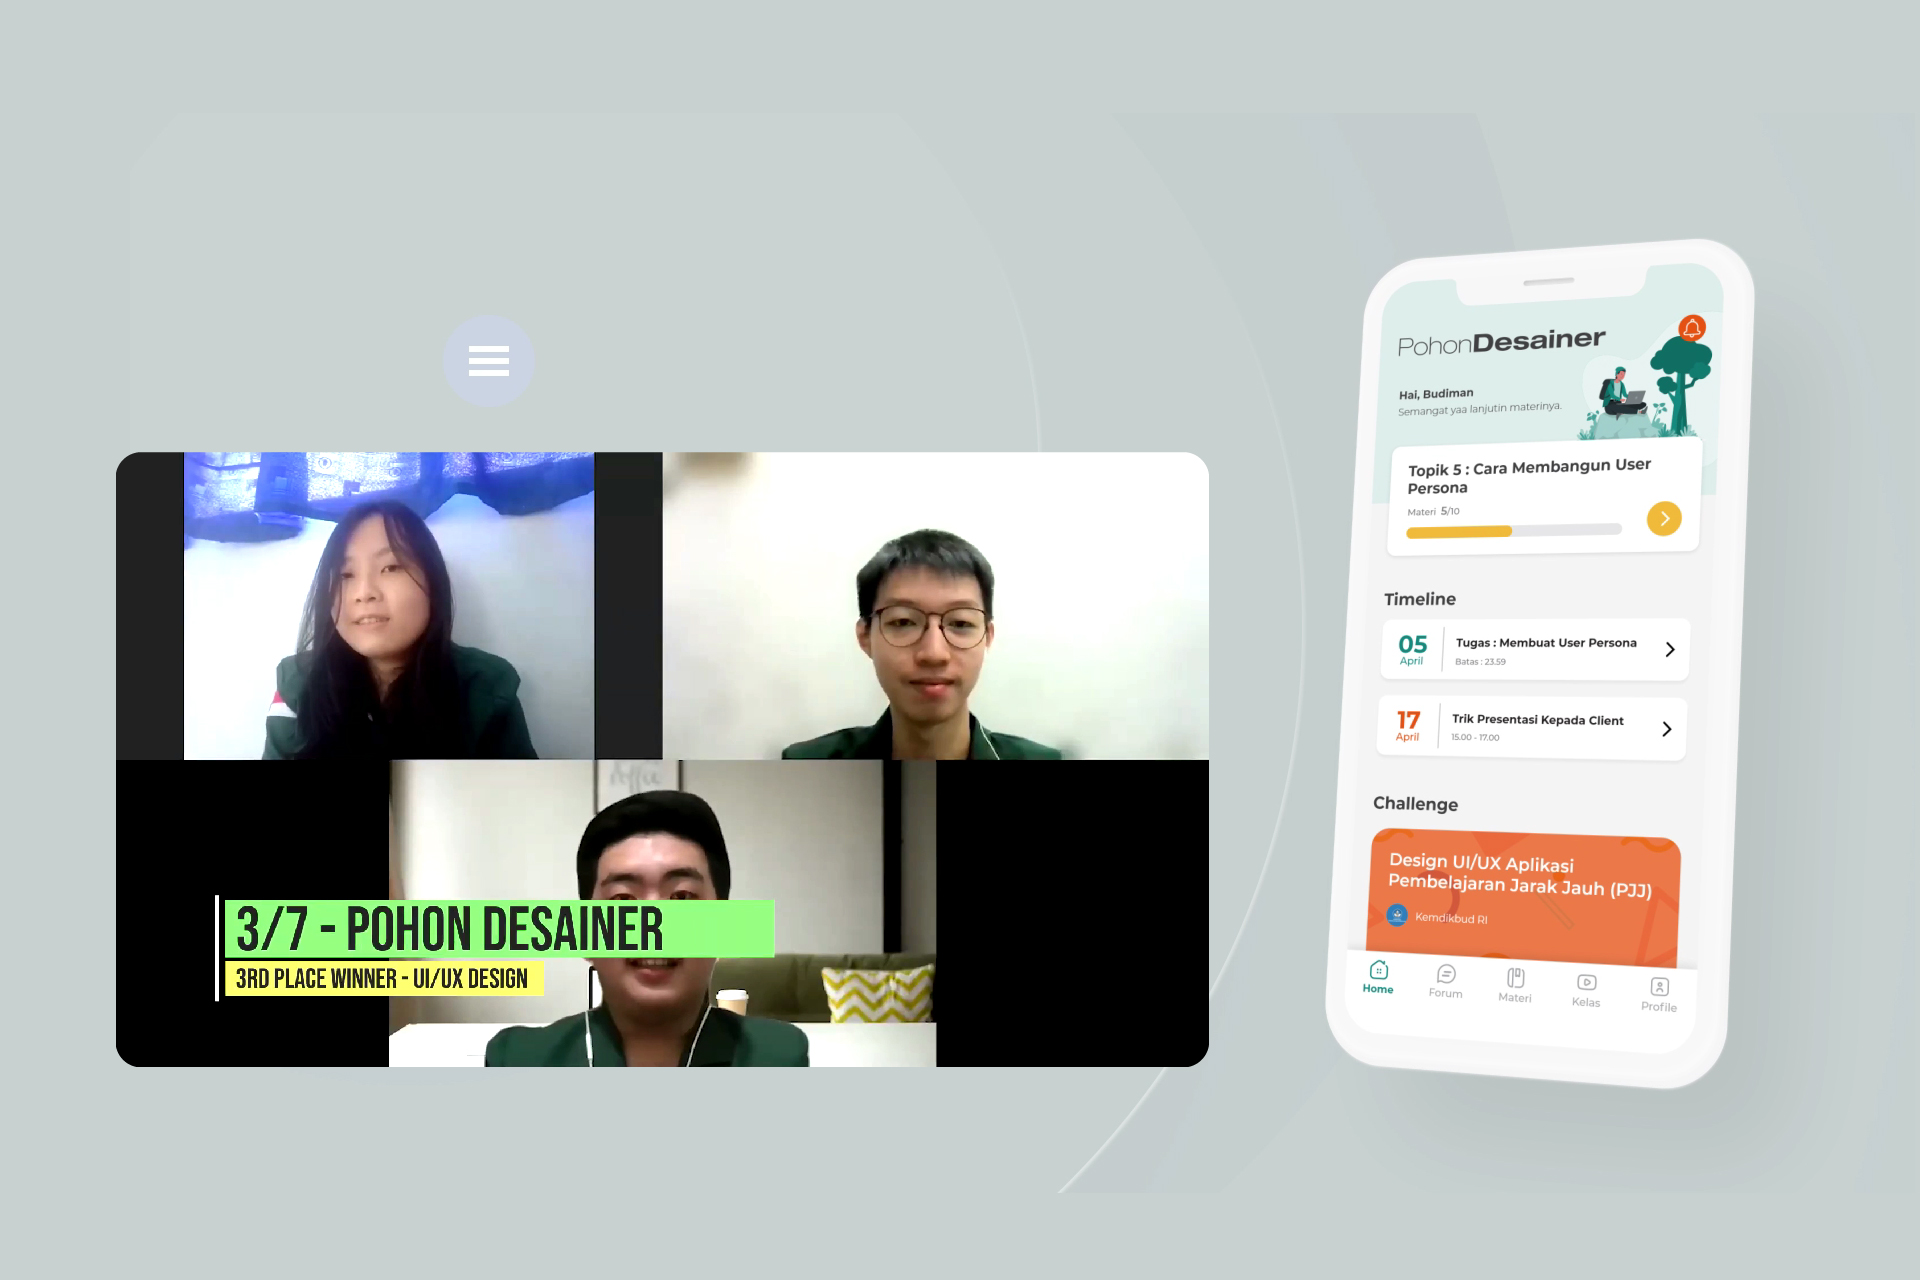 3/7 - POHON DESAINER
3RD PLACE WINNER - UI/UX DESIGN
PohonDesainer
Hai, Budiman
Semangat yaa lanjutin materinya.
Topik 5 : Cara Membangun User
Persona
Materi 5/10
Timeline
05
April
Tugas : Membuat User Persona
Batas : 23.59
17
April
Trik Presentasi Kepada Client
15.00 - 17.00
Challenge
Design UI/UX Aplikasi
Pembelajaran Jarak Jauh (PJJ)
Kemdikbud RI
Home
Forum
Materi
Kelas
Profile